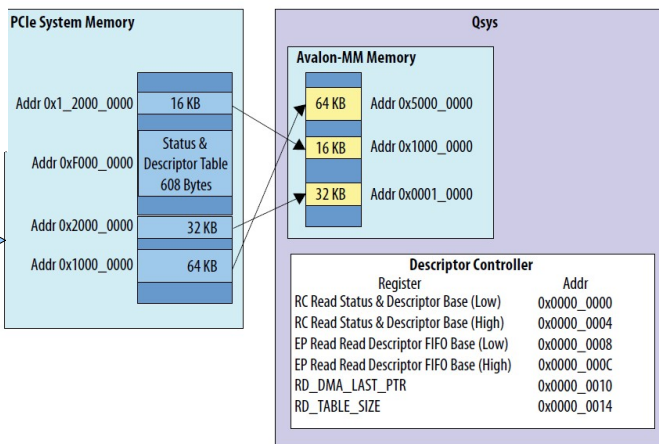 PCIe System Memory
Addr 0x1_2000_0000
16 KB
Addr 0xF000_0000
Status &
Descriptor Table
608 Bytes
Addr 0x2000_0000
32 KB
Addr 0x1000_0000
64 KB
Qsys
Avalon-MM Memory
64 KB
Addr 0x5000_0000
16 KB
Addr 0x1000_0000
32 KB
Addr 0x0001_0000
Descriptor Controller
Register Addr
RC Read Status & Descriptor Base (Low) 0x0000_0000
RC Read Status & Descriptor Base (High) 0x0000_0004
EP Read Read Descriptor FIFO Base (Low) 0x0000_0008
EP Read Read Descriptor FIFO Base (High) 0x0000_000C
RD_DMA_LAST_PTR 0x0000_0010
RD_TABLE_SIZE 0x0000_0014